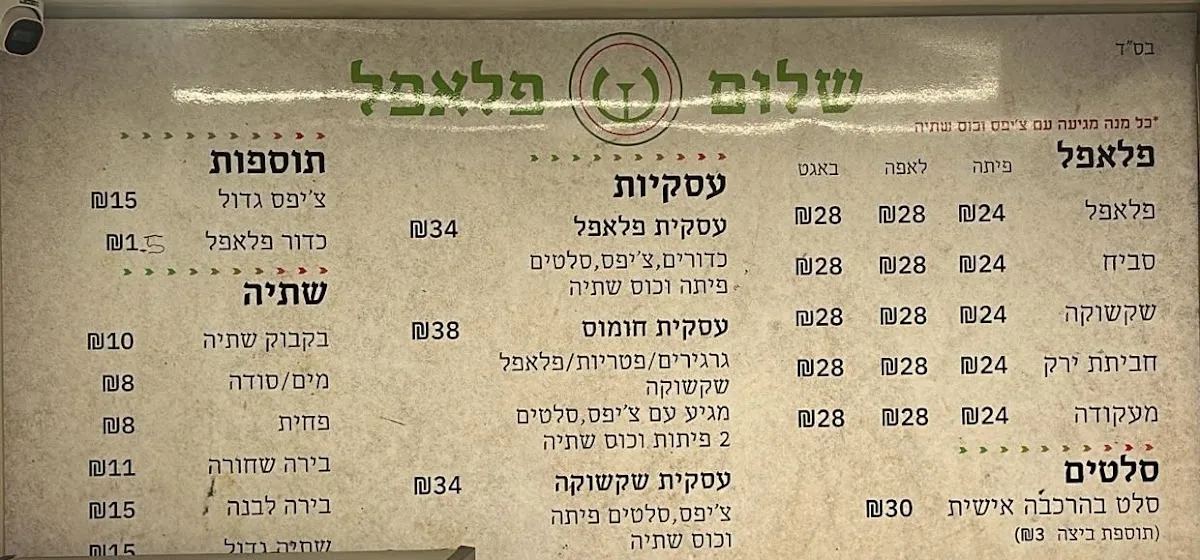 בס"ד
שלום פלאפל
*כל מנה מגיעה עם צ'יפס וכוס שתיה
פלאפל פיתה לאפה באגט
פלאפל ₪24 ₪28 ₪28
סביח ₪24 ₪28 ₪28
שקשוקה ₪24 ₪28 ₪28
חביתת ירק ₪24 ₪28 ₪28
מעקודה ₪24 ₪28 ₪28
סלטים
סלט בהרכבה אישית ₪30
(תוספת ביצה ₪3)
עסקיות
עסקית פלאפל ₪34
כדורים,צ'יפס,סלטים
פיתה וכוס שתיה
עסקית חומוס ₪38
גרגירים/פטריות/פלאפל
שקשוקה
מגיע עם צ'יפס,סלטים
2 פיתות וכוס שתיה
עסקית שקשוקה ₪34
צ'יפס,סלטים פיתה
וכוס שתיה
תוספות
צ'יפס גדול ₪15
כדור פלאפל ₪1.5
שתיה
בקבוק שתיה ₪10
מים/סודה ₪8
פחית ₪8
בירה שחורה ₪11
בירה לבנה ₪15
שתיה גדול ₪15